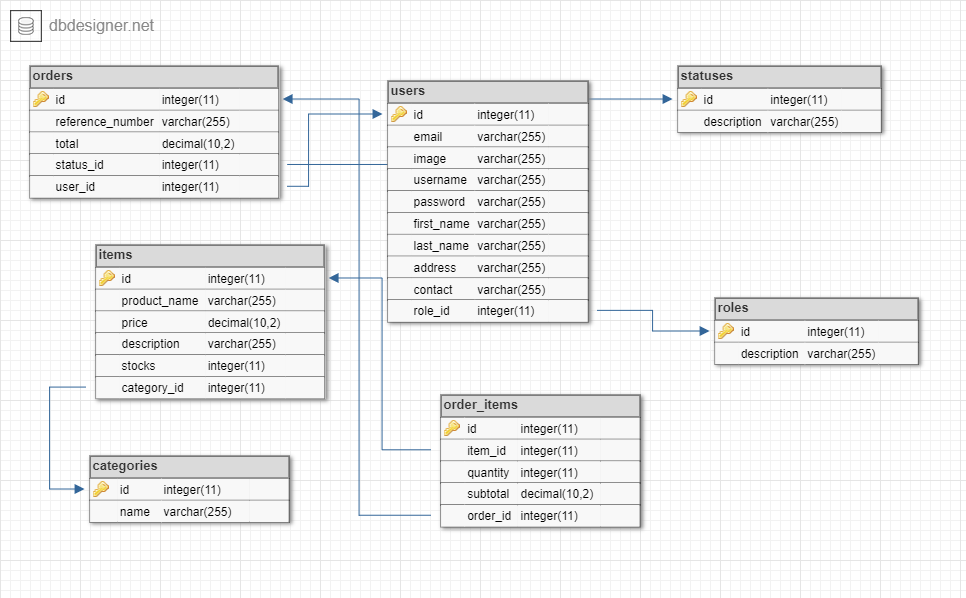 dbdesigner.net
orders
id integer(11)
reference_number varchar(255)
total decimal(10,2)
status_id integer(11)
user_id integer(11)
users
id integer(11)
email varchar(255)
image varchar(255)
username varchar(255)
password varchar(255)
first_name varchar(255)
last_name varchar(255)
address varchar(255)
contact varchar(255)
role_id integer(11)
statuses
id integer(11)
description varchar(255)
items
id integer(11)
product_name varchar(255)
price decimal(10,2)
description varchar(255)
stocks integer(11)
category_id integer(11)
roles
id integer(11)
description varchar(255)
order_items
id integer(11)
item_id integer(11)
quantity integer(11)
subtotal decimal(10,2)
order_id integer(11)
categories
id integer(11)
name varchar(255)